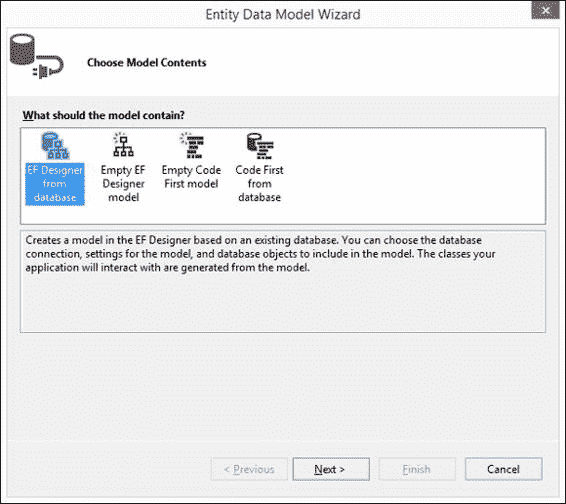 Entity Data Model Wizard
Choose Model Contents
What should the model contain?
EF Designer
from
database
Empty EF
Designer
model
Empty Code
First model
Code First
from
database
Creates a model in the EF Designer based on an existing database. You can choose the database
connection, settings for the model, and database objects to include in the model. The classes your
application will interact with are generated from the model.
< Previous
Next >
Finish
Cancel